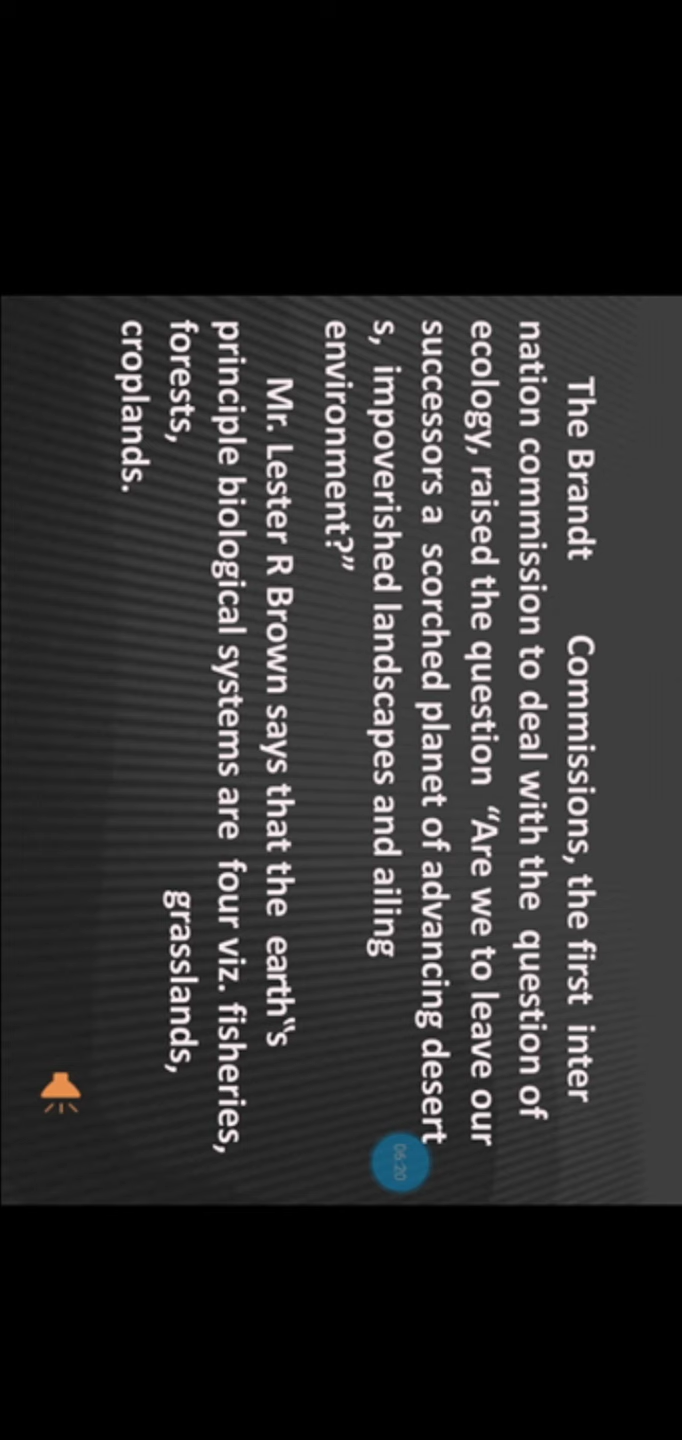 The Brandt Commissions, the first inter
nation commission to deal with the question of
ecology, raised the question “Are we to leave our
successors a scorched planet of advancing desert
s, impoverished landscapes and ailing
environment?”
Mr. Lester R Brown says that the earth‟s
principle biological systems are four viz. fisheries,
forests, grasslands,
croplands.
06:20